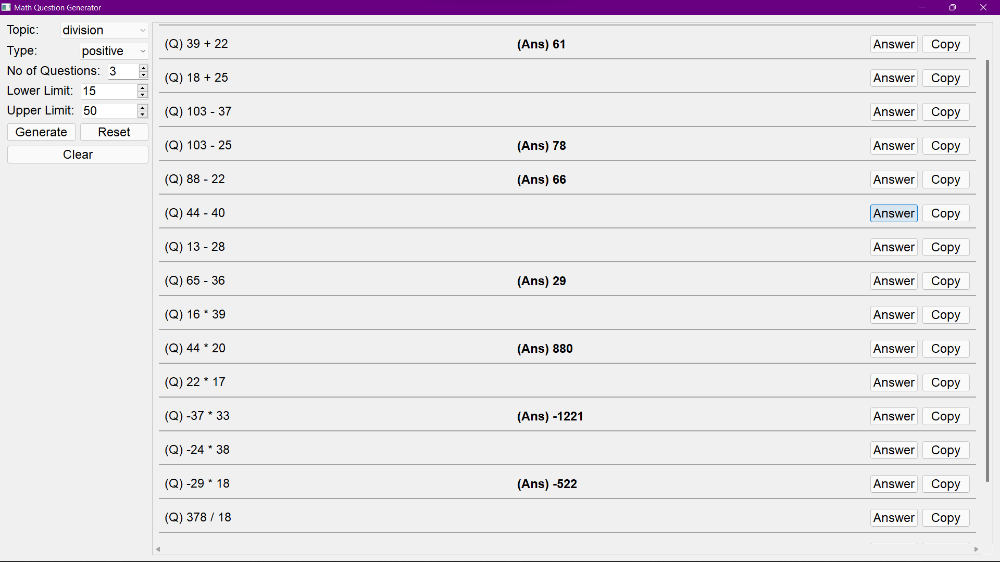 Math Question Generator
Topic: division
Type: positive
No of Questions: 3
Lower Limit: 15
Upper Limit: 50
Generate Reset
Clear
(Q) 39 + 22 (Ans) 61 Answer Copy
(Q) 18 + 25 Answer Copy
(Q) 103 - 37 Answer Copy
(Q) 103 - 25 (Ans) 78 Answer Copy
(Q) 88 - 22 (Ans) 66 Answer Copy
(Q) 44 - 40 Answer Copy
(Q) 13 - 28 Answer Copy
(Q) 65 - 36 (Ans) 29 Answer Copy
(Q) 16 * 39 Answer Copy
(Q) 44 * 20 (Ans) 880 Answer Copy
(Q) 22 * 17 Answer Copy
(Q) -37 * 33 (Ans) -1221 Answer Copy
(Q) -24 * 38 Answer Copy
(Q) -29 * 18 (Ans) -522 Answer Copy
(Q) 378 / 18 Answer Copy